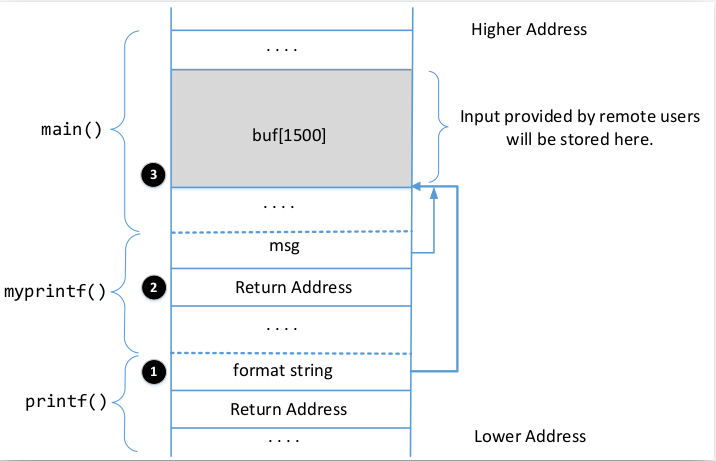 Higher Address
. . . .
main()
buf[1500]
Input provided by remote users
will be stored here.
3
. . . .
msg
myprintf()
2
Return Address
. . . .
1
format string
printf()
Return Address
. . . .
Lower Address